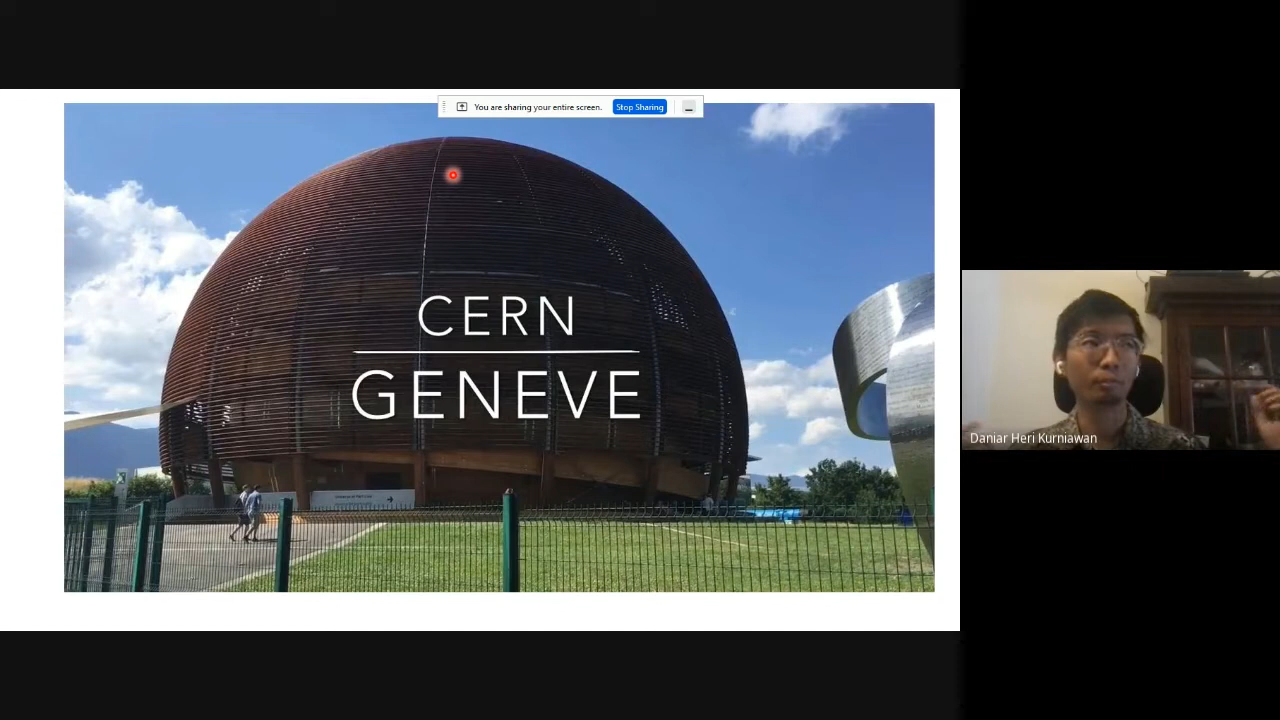 You are sharing your entire screen.
Stop Sharing
CERN
GENEVE
Daniar Heri Kurniawan